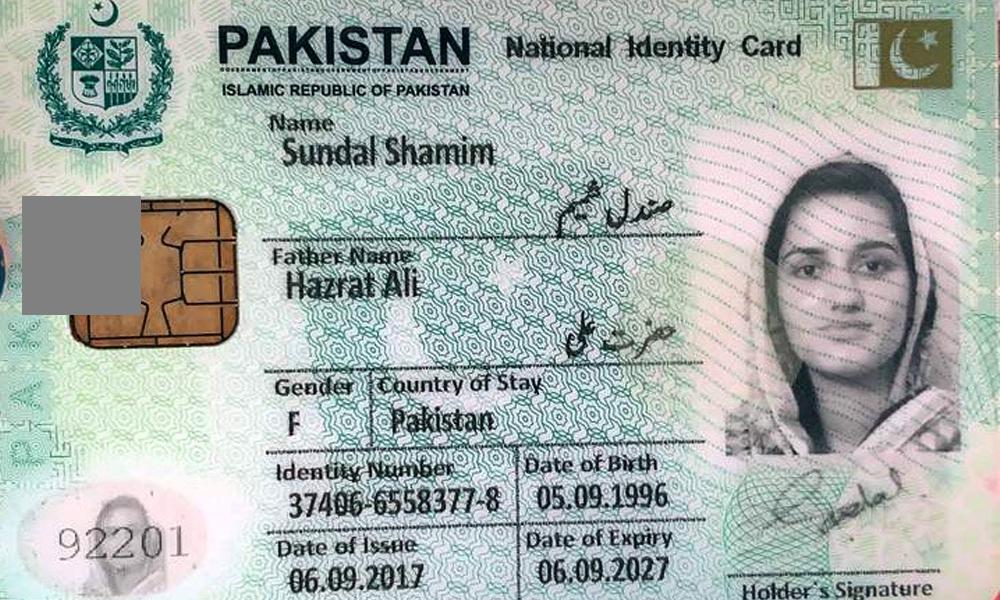 PAKISTAN National Identity Card
ISLAMIC REPUBLIC OF PAKISTAN
Name
Sundal Shamim
صندل شمیم
Father Name
Hazrat Ali
حضرت علی
Gender Country of Stay
F Pakistan
Identity Number Date of Birth
37406-6558377-8 05.09.1996
Date of Issue Date of Expiry
06.09.2017 06.09.2027
92201
Holder's Signature